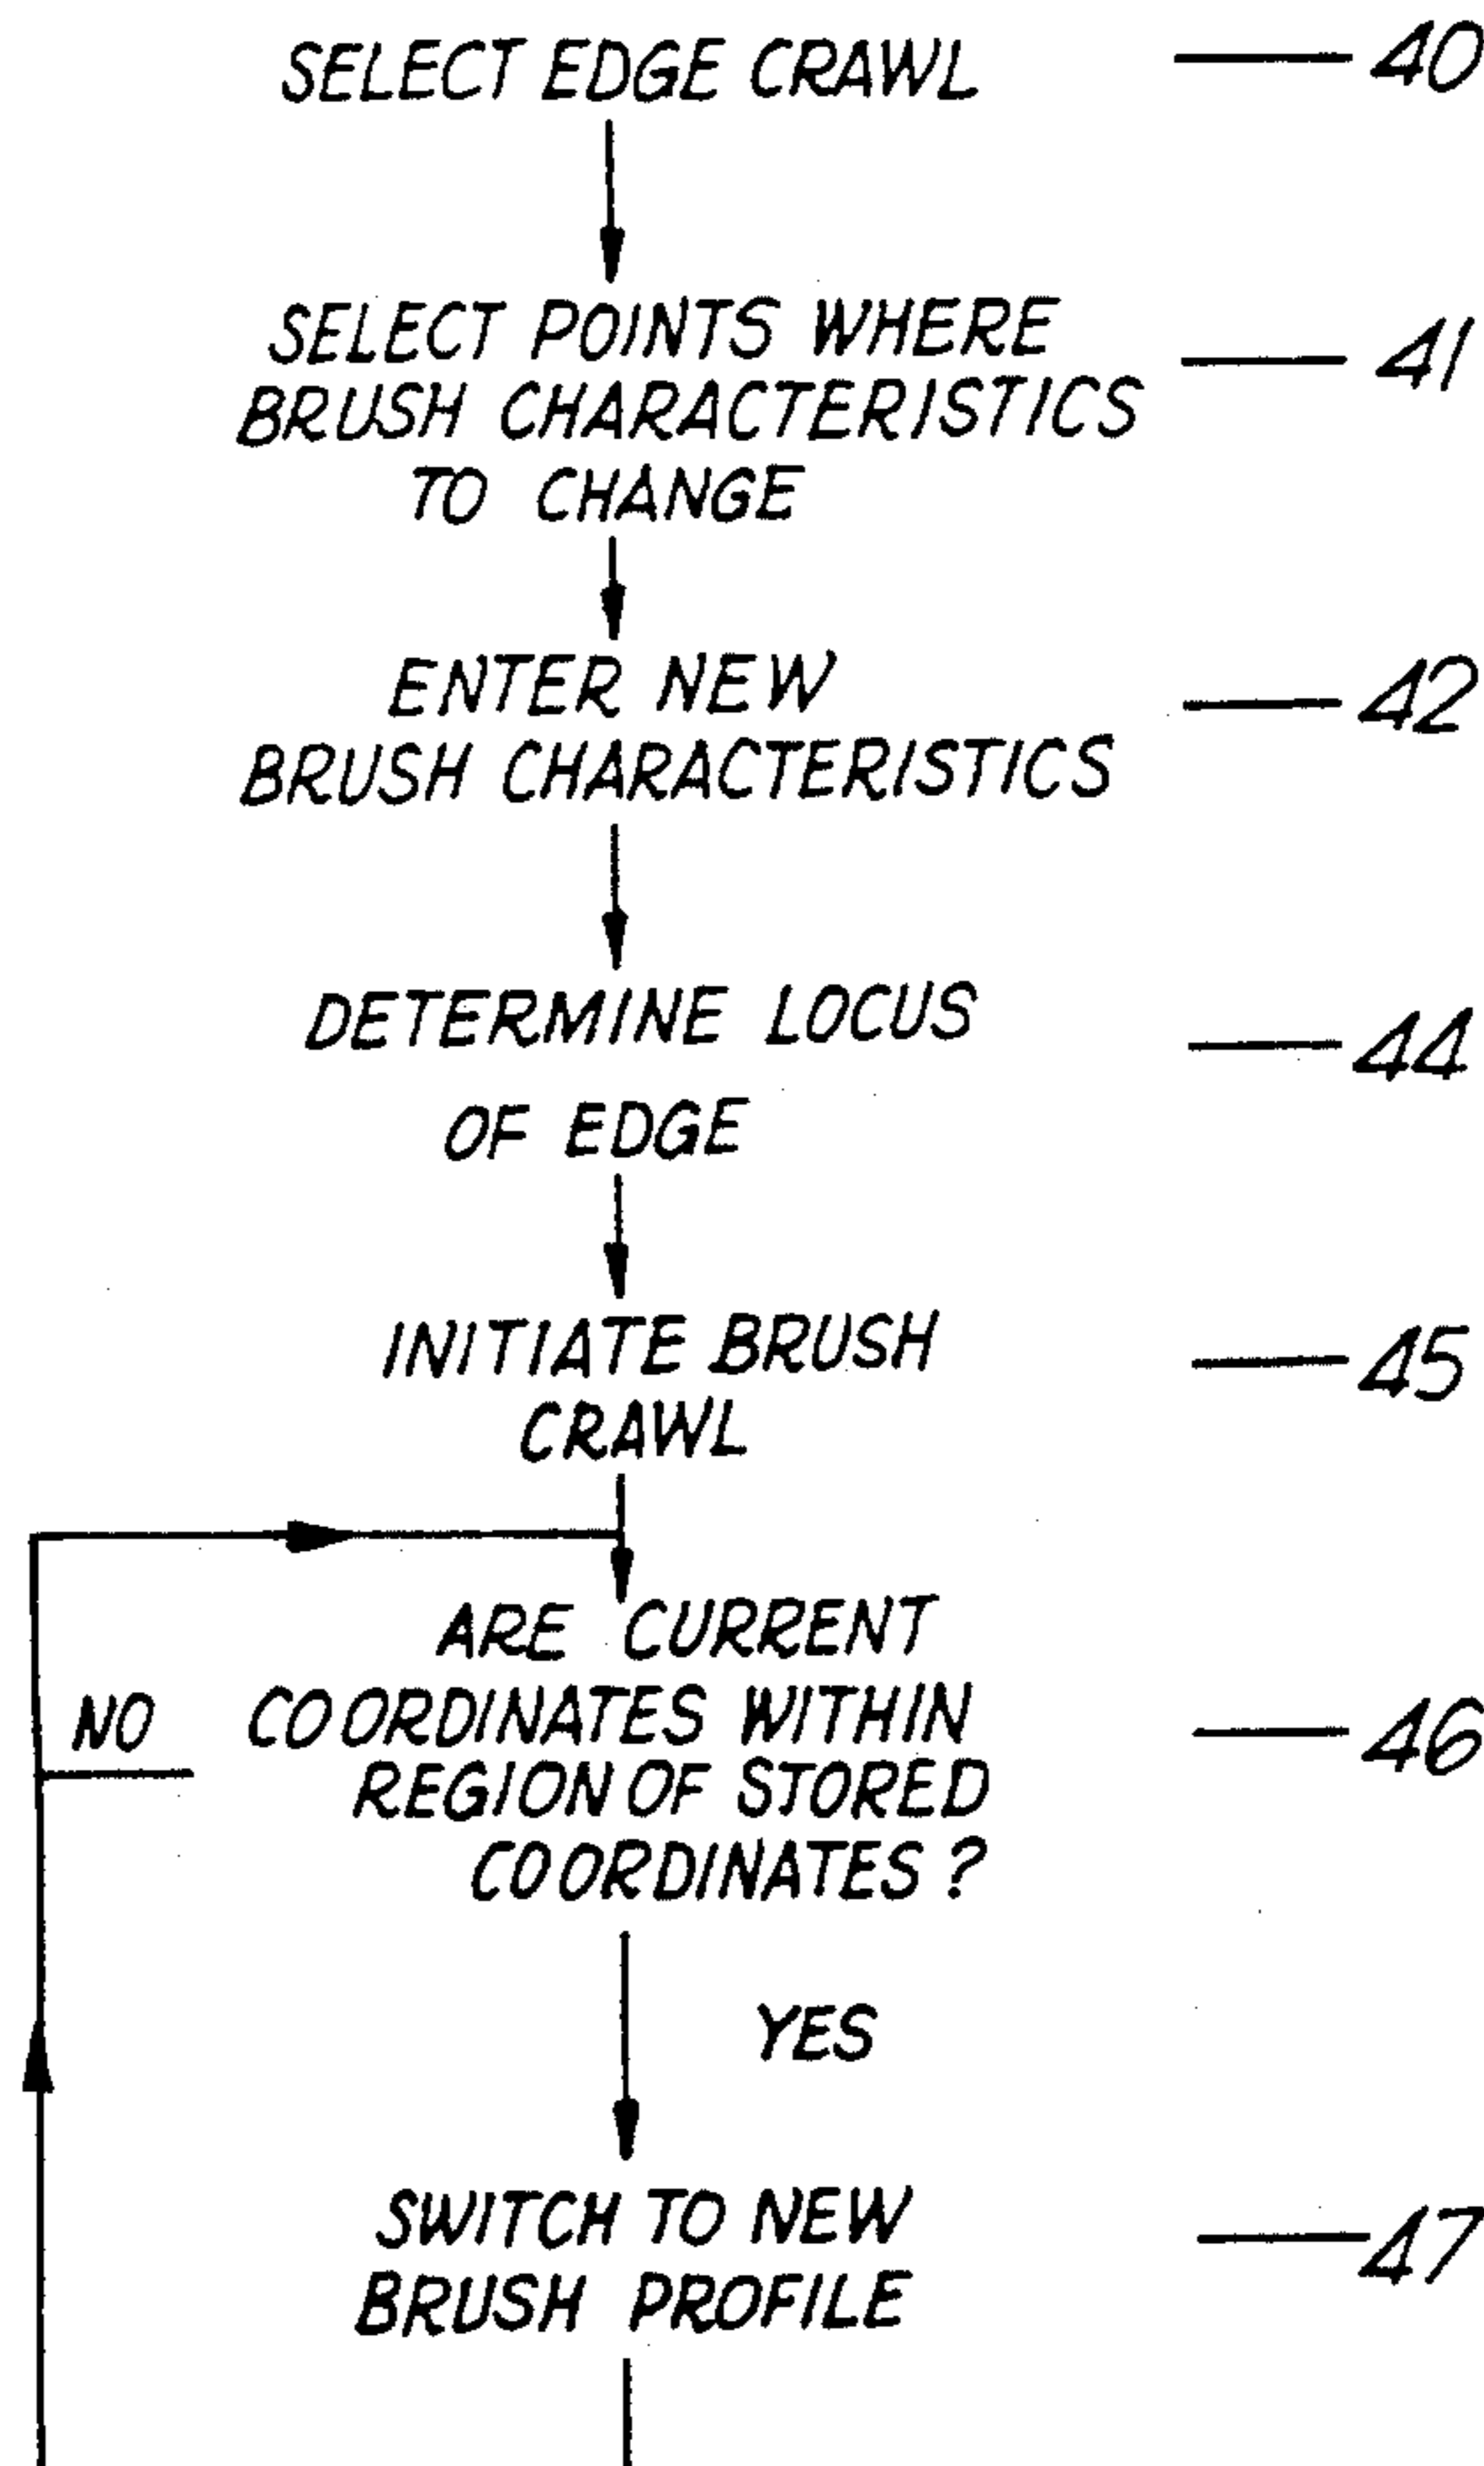 SELECT EDGE CRAWL 40
SELECT POINTS WHERE 41
BRUSH CHARACTERISTICS
TO CHANGE
ENTER NEW 42
BRUSH CHARACTERISTICS
DETERMINE LOCUS 44
OF EDGE
INITIATE BRUSH 45
CRAWL
ARE CURRENT
NO COORDINATES WITHIN 46
REGION OF STORED
COORDINATES?
YES
SWITCH TO NEW 47
BRUSH PROFILE